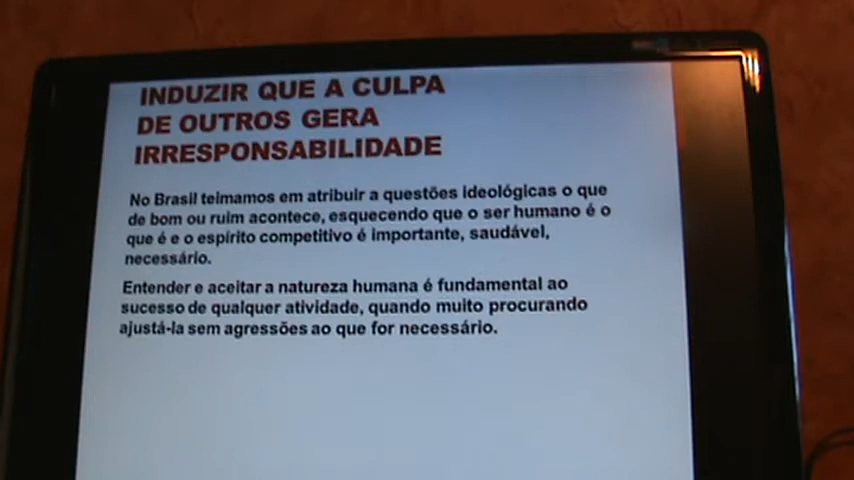 INDUZIR QUE A CULPA
DE OUTROS GERA
IRRESPONSABILIDADE
No Brasil teimamos em atribuir a questões ideológicas o que
de bom ou ruim acontece, esquecendo que o ser humano é o
que é e o espírito competitivo é importante, saudável,
necessário.
Entender e aceitar a natureza humana é fundamental ao
sucesso de qualquer atividade, quando muito procurando
ajustá-la sem agressões ao que for necessário.